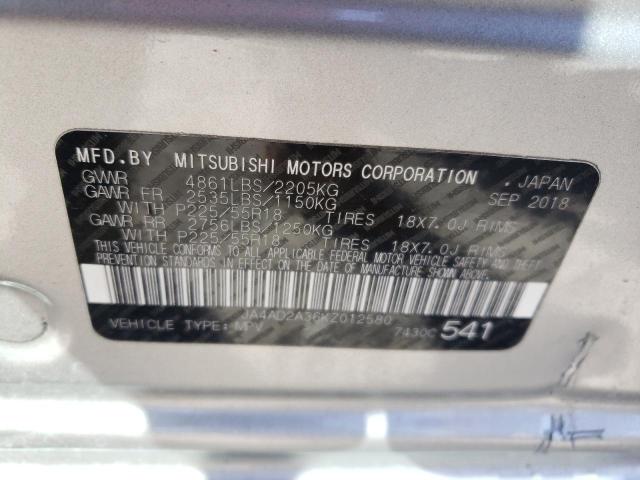 MFD. BY MITSUBISHI MOTORS CORPORATION , JAPAN
GVWR 4861LBS/2205KG SEP 2018
GAWR FR 2535LBS/1150KG
WITH P225/55R18 TIRES 18X7.0J RIMS
GAWR RR 2756LBS/1250KG
WITH P225/55R18 TIRES 18X7.0J RIMS
THIS VEHICLE CONFORMS TO ALL APPLICABLE FEDERAL MOTOR VEHICLE SAFETY AND THEFT
PREVENTION STANDARDS IN EFFECT ON THE DATE OF MANUFACTURE SHOWN ABOVE.
JA4AD2A36KZ012580
VEHICLE TYPE: MPV 7430C 541